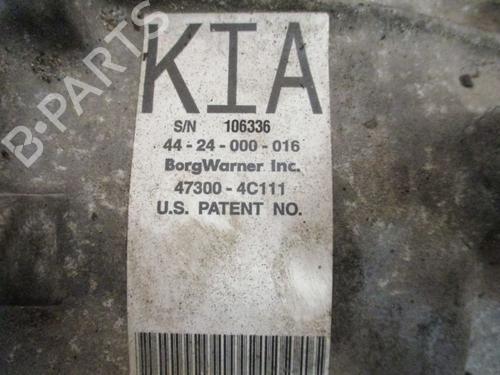 KIA
S/N 106336
44 - 24 - 000 - 016
BorgWarner Inc.
47300 - 4C111
U.S. PATENT NO.
B-PARTS